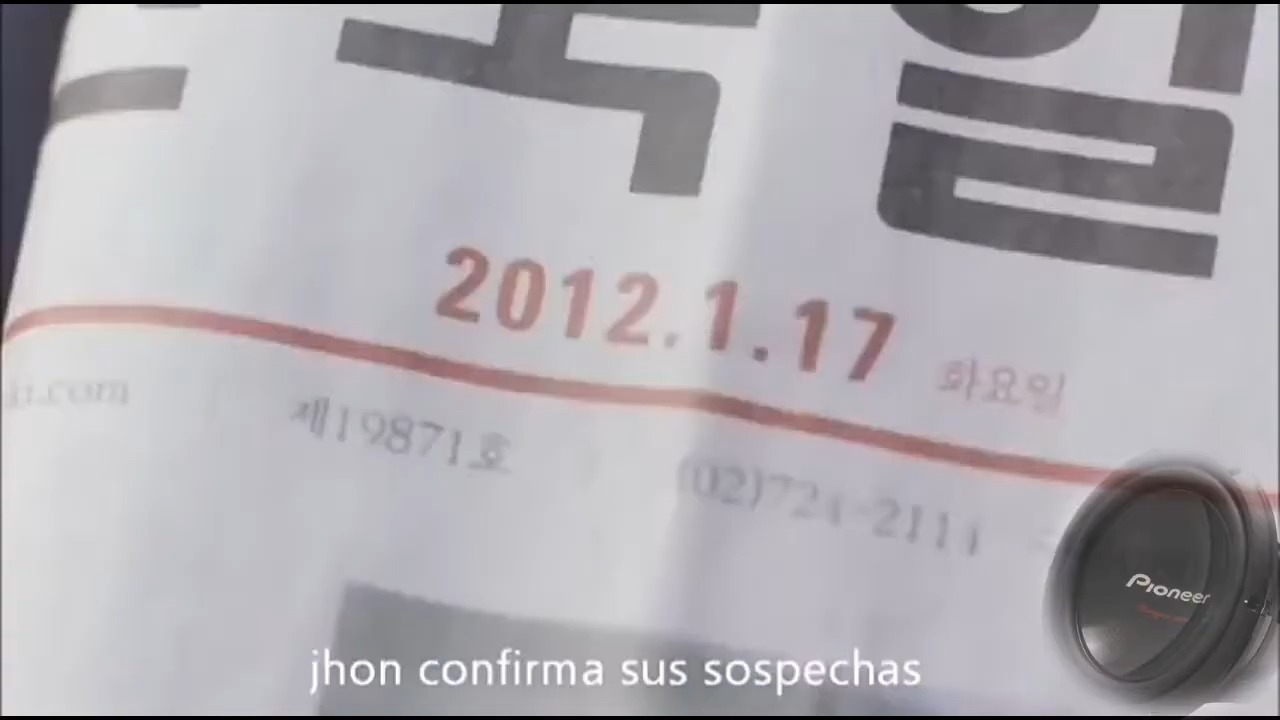 2012.1.17 화요일
제19871호
(02)724-2111
Pioneer
jhon confirma sus sospechas